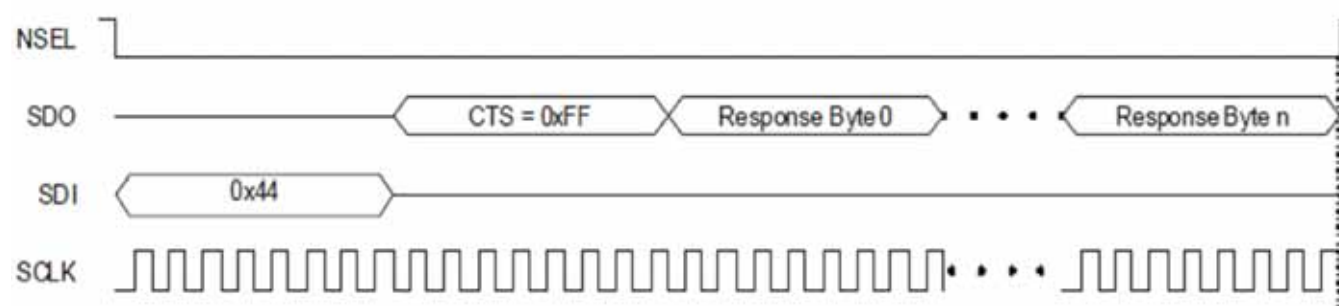 NSEL
SDO CTS = 0xFF Response Byte 0 Response Byte n
SDI 0x44
SCLK